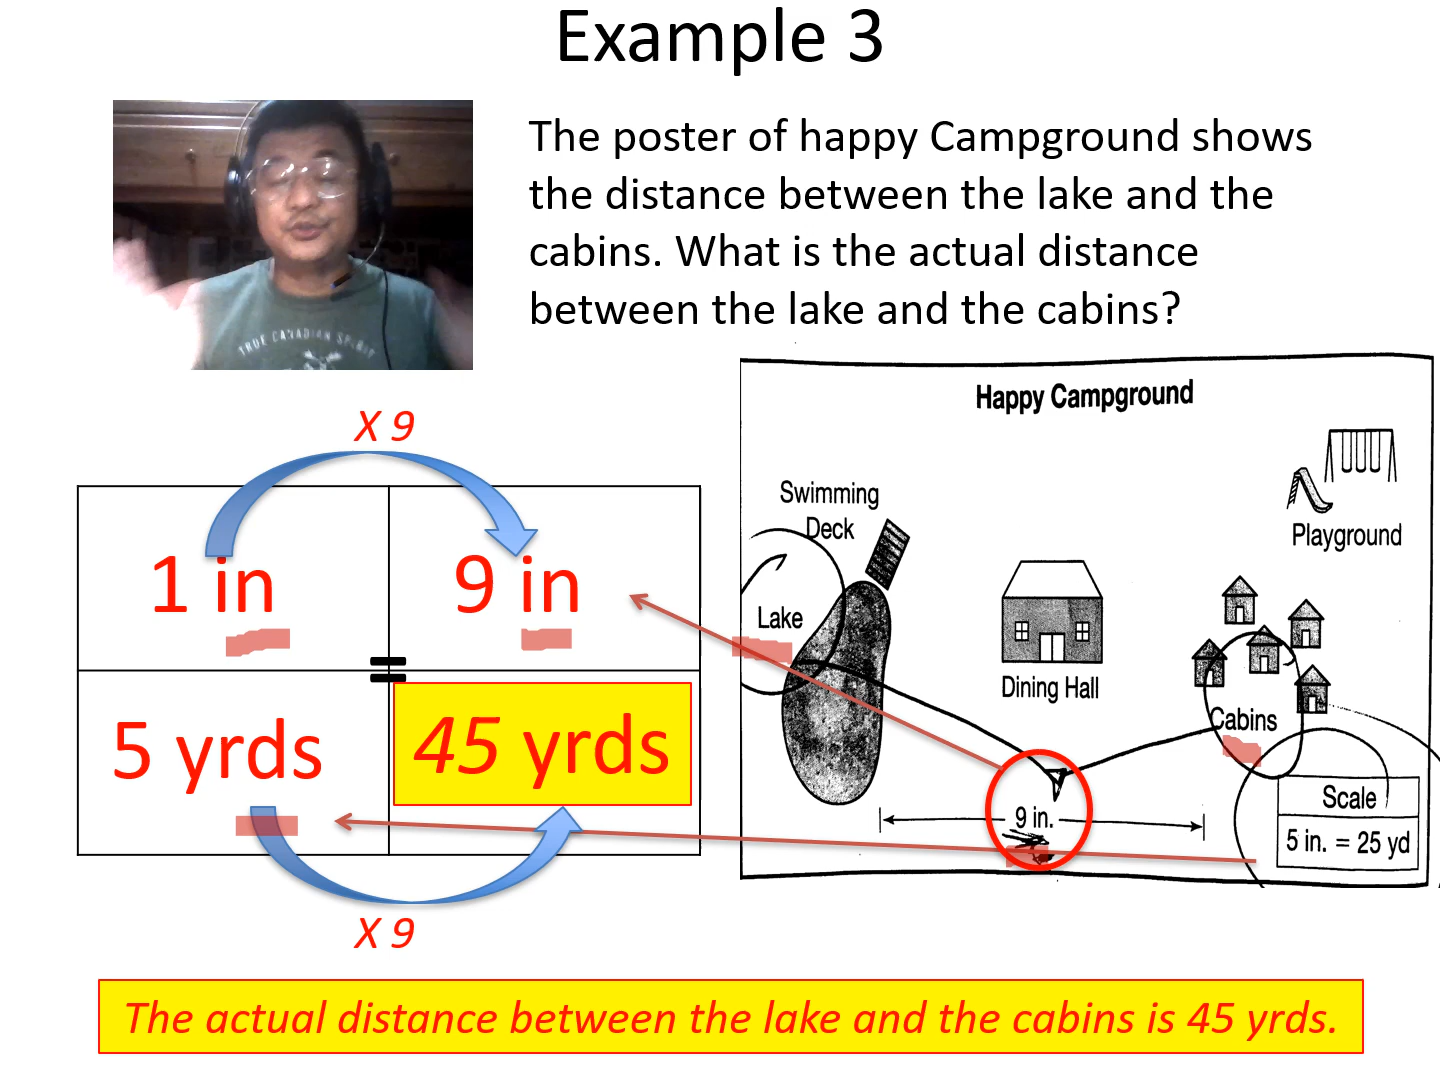 Example 3
The poster of happy Campground shows
the distance between the lake and the
cabins. What is the actual distance
between the lake and the cabins?
TRUE CANADIAN SPIRIT
X 9
1 in
9 in
5 yrds
45 yrds
X 9
Happy Campground
Swimming
Deck
Playground
Lake
Dining Hall
Cabins
9 in.
Scale
5 in. = 25 yd
The actual distance between the lake and the cabins is 45 yrds.